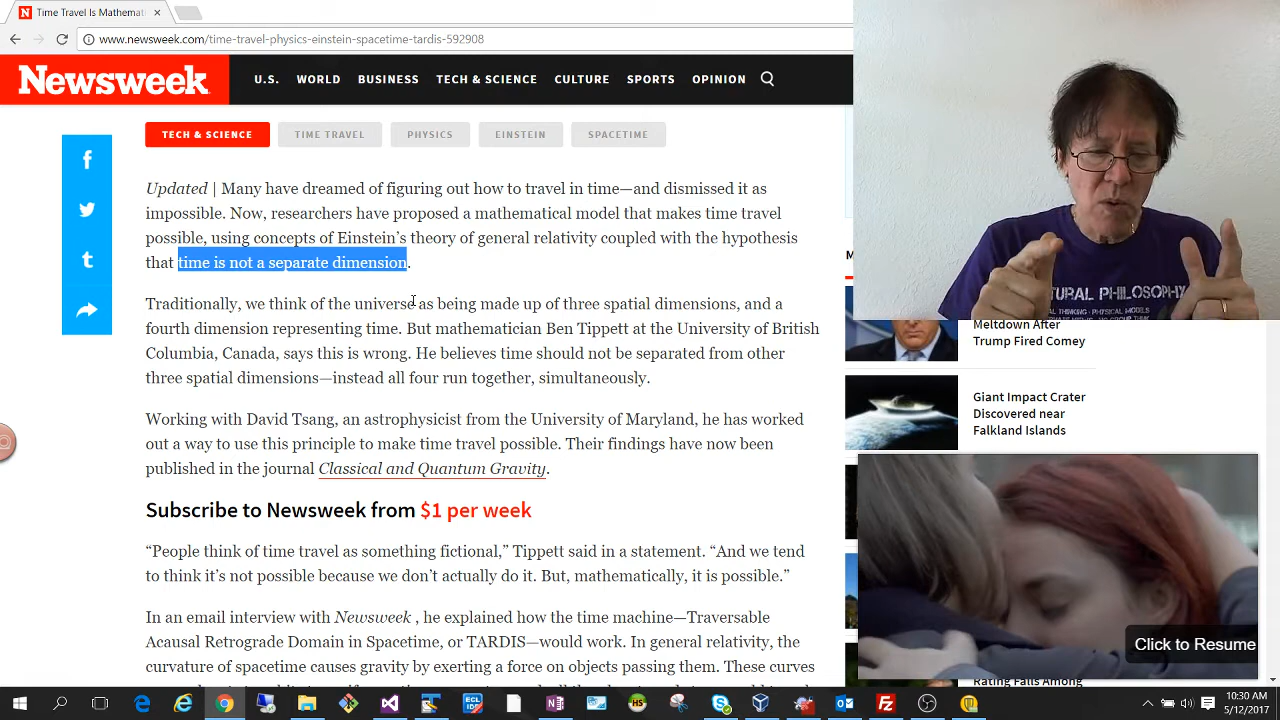 Time Travel Is Mathemat
www.newsweek.com/time-travel-physics-einstein-spacetime-tardis-592908
Newsweek
U.S. WORLD BUSINESS TECH & SCIENCE CULTURE SPORTS OPINION
TECH & SCIENCE TIME TRAVEL PHYSICS EINSTEIN SPACETIME
Updated | Many have dreamed of figuring out how to travel in time—and dismissed it as
impossible. Now, researchers have proposed a mathematical model that makes time travel
possible, using concepts of Einstein's theory of general relativity coupled with the hypothesis
that time is not a separate dimension.
Traditionally, we think of the universe as being made up of three spatial dimensions, and a
fourth dimension representing time. But mathematician Ben Tippett at the University of British
Columbia, Canada, says this is wrong. He believes time should not be separated from other
three spatial dimensions—instead all four run together, simultaneously.
Working with David Tsang, an astrophysicist from the University of Maryland, he has worked
out a way to use this principle to make time travel possible. Their findings have now been
published in the journal Classical and Quantum Gravity.
Subscribe to Newsweek from $1 per week
“People think of time travel as something fictional,” Tippett said in a statement. “And we tend
to think it’s not possible because we don’t actually do it. But, mathematically, it is possible.”
In an email interview with Newsweek , he explained how the time machine—Traversable
Acausal Retrograde Domain in Spacetime, or TARDIS—would work. In general relativity, the
curvature of spacetime causes gravity by exerting a force on objects passing them. These curves
PHILOSOPHY
Meltdown After
Trump Fired Comey
Giant Impact Crater
Discovered near
Falkland Islands
Click to Resume
Rating Falls Among
10:30 AM
5/12/2017